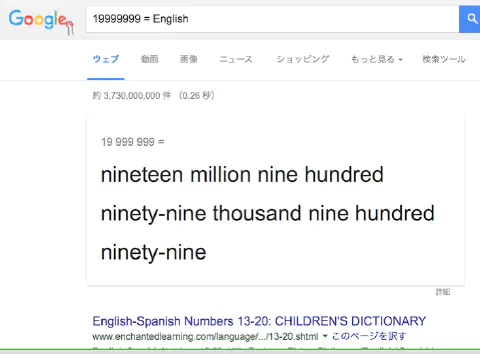 Google
19999999 = English
ウェブ 動画 画像 ニュース ショッピング もっと見る 検索ツール
約 3,730,000,000 件 （0.26 秒）
19 999 999 =
nineteen million nine hundred
ninety-nine thousand nine hundred
ninety-nine
詳細
English-Spanish Numbers 13-20: CHILDREN'S DICTIONARY
www.enchantedlearning.com/language/.../13-20.shtml このページを訳す